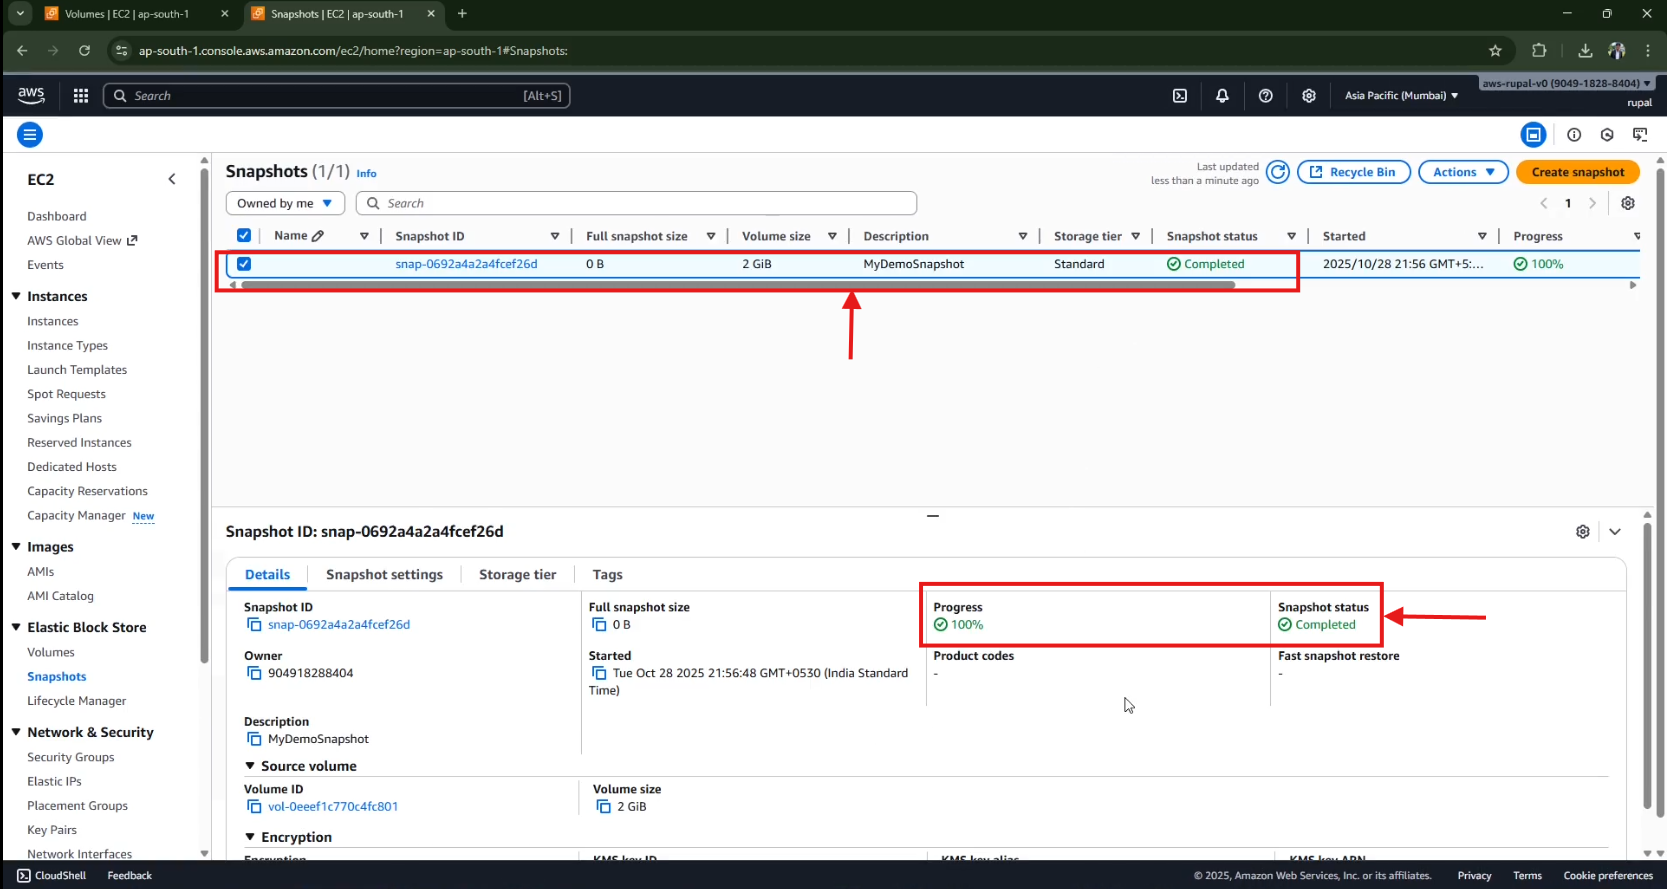 Volumes | EC2 | ap-south-1
Snapshots | EC2 | ap-south-1
ap-south-1.console.aws.amazon.com/ec2/home?region=ap-south-1#Snapshots:
aws
Search [Alt+S]
Asia Pacific (Mumbai)
aws-rupal-v0 (9049-1828-8404)
rupal
EC2
Dashboard
AWS Global View
Events
Instances
Instances
Instance Types
Launch Templates
Spot Requests
Savings Plans
Reserved Instances
Dedicated Hosts
Capacity Reservations
Capacity Manager New
Images
AMIs
AMI Catalog
Elastic Block Store
Volumes
Snapshots
Lifecycle Manager
Network & Security
Security Groups
Elastic IPs
Placement Groups
Key Pairs
Network Interfaces
Snapshots (1/1) Info
Last updated
less than a minute ago
Recycle Bin
Actions
Create snapshot
Owned by me
Search
1
Name Snapshot ID Full snapshot size Volume size Description Storage tier Snapshot status Started Progress
snap-0692a4a2a4fcef26d 0 B 2 GiB MyDemoSnapshot Standard Completed 2025/10/28 21:56 GMT+5:... 100%
Snapshot ID: snap-0692a4a2a4fcef26d
Details Snapshot settings Storage tier Tags
Snapshot ID
snap-0692a4a2a4fcef26d
Full snapshot size
0 B
Progress
100%
Snapshot status
Completed
Owner
904918288404
Started
Tue Oct 28 2025 21:56:48 GMT+0530 (India Standard
Time)
Product codes
-
Fast snapshot restore
-
Description
MyDemoSnapshot
Source volume
Volume ID
vol-0eeef1c770c4fc801
Volume size
2 GiB
Encryption
Encryption KMS key ID KMS key alias KMS key ARN
CloudShell Feedback
© 2025, Amazon Web Services, Inc. or its affiliates. Privacy Terms Cookie preferences